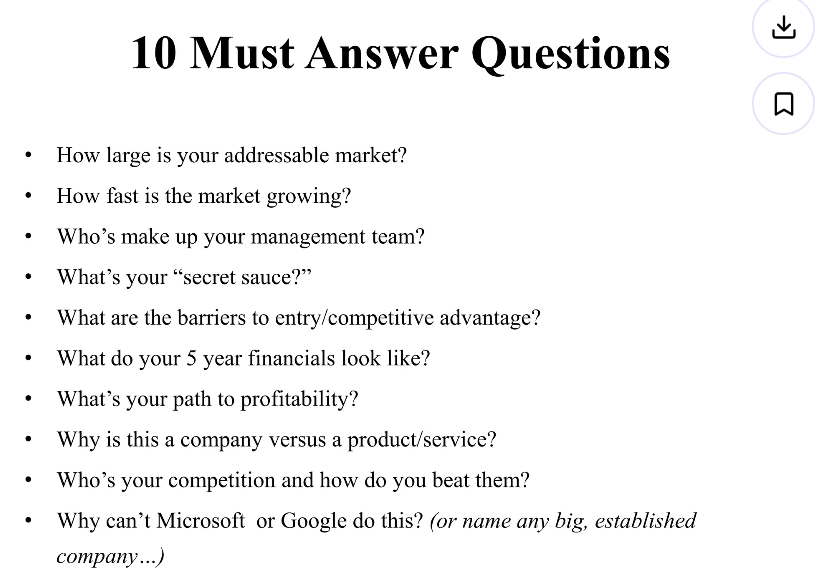 10 Must Answer Questions
• How large is your addressable market?
• How fast is the market growing?
• Who’s make up your management team?
• What’s your “secret sauce?”
• What are the barriers to entry/competitive advantage?
• What do your 5 year financials look like?
• What’s your path to profitability?
• Why is this a company versus a product/service?
• Who’s your competition and how do you beat them?
• Why can’t Microsoft  or Google do this? (or name any big, established
company…)